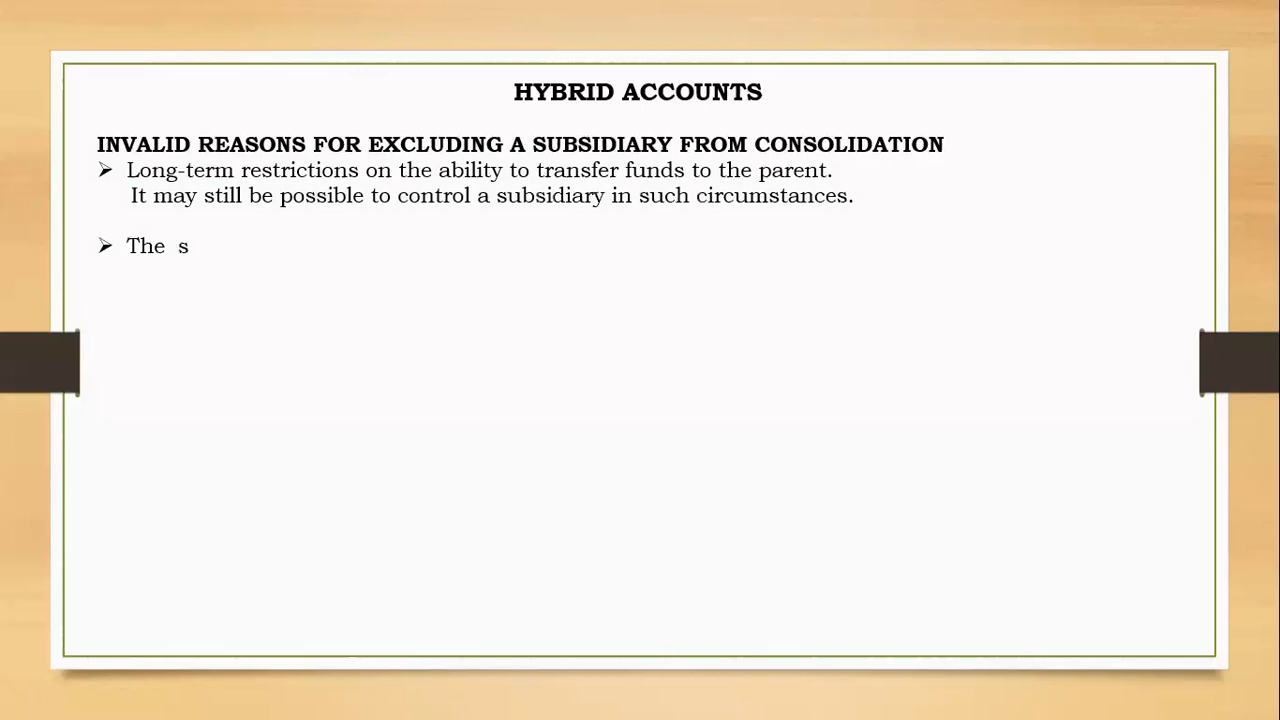 HYBRID ACCOUNTS
INVALID REASONS FOR EXCLUDING A SUBSIDIARY FROM CONSOLIDATION
➢ Long-term restrictions on the ability to transfer funds to the parent.
It may still be possible to control a subsidiary in such circumstances.
➢ The s